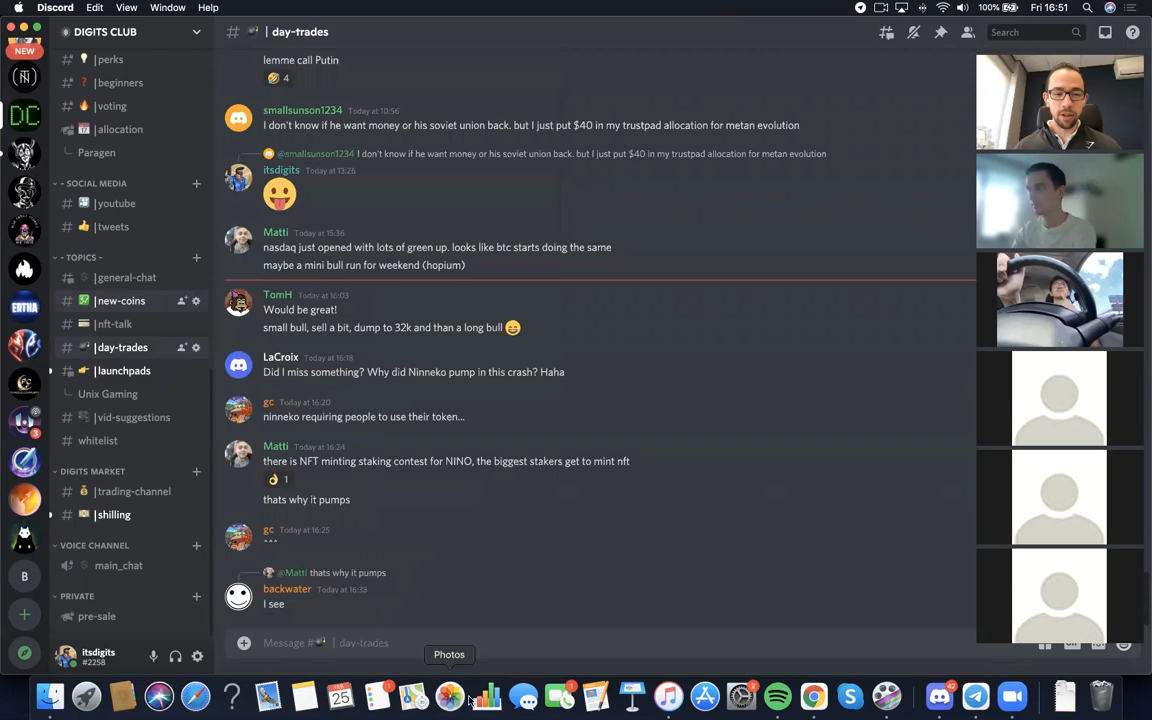 Discord Edit View Window Help 100% Fri 16:51
NEW
DIGITS CLUB
|perks
|beginners
|voting
|allocation
Paragen
- SOCIAL MEDIA
|youtube
|tweets
- TOPICS -
|general-chat
|new-coins
|nft-talk
|day-trades
|launchpads
Unix Gaming
|vid-suggestions
whitelist
DIGITS MARKET
|trading-channel
|shilling
VOICE CHANNEL
main_chat
PRIVATE
pre-sale
itsdigits
#2258
DC
ERTHA
3
B
| day-trades
Search
lemme call Putin
4
smallsunson1234 Today at 10:56
I don't know if he want money or his soviet union back. but I just put $40 in my trustpad allocation for metan evolution
@smallsunson1234 I don't know if he want money or his soviet union back. but I just put $40 in my trustpad allocation for metan evolution
itsdigits Today at 13:26
Matti Today at 15:36
nasdaq just opened with lots of green up. looks like btc starts doing the same
maybe a mini bull run for weekend (hopium)
TomH Today at 16:03
Would be great!
small bull, sell a bit, dump to 32k and than a long bull
LaCroix Today at 16:18
Did I miss something? Why did Ninneko pump in this crash? Haha
gc Today at 16:20
ninneko requiring people to use their token...
Matti Today at 16:24
there is NFT minting staking contest for NINO, the biggest stakers get to mint nft
1
thats why it pumps
gc Today at 16:25
^^^
@Matti thats why it pumps
backwater Today at 16:33
I see
Message # | day-trades
Photos
25
1
1
2
42